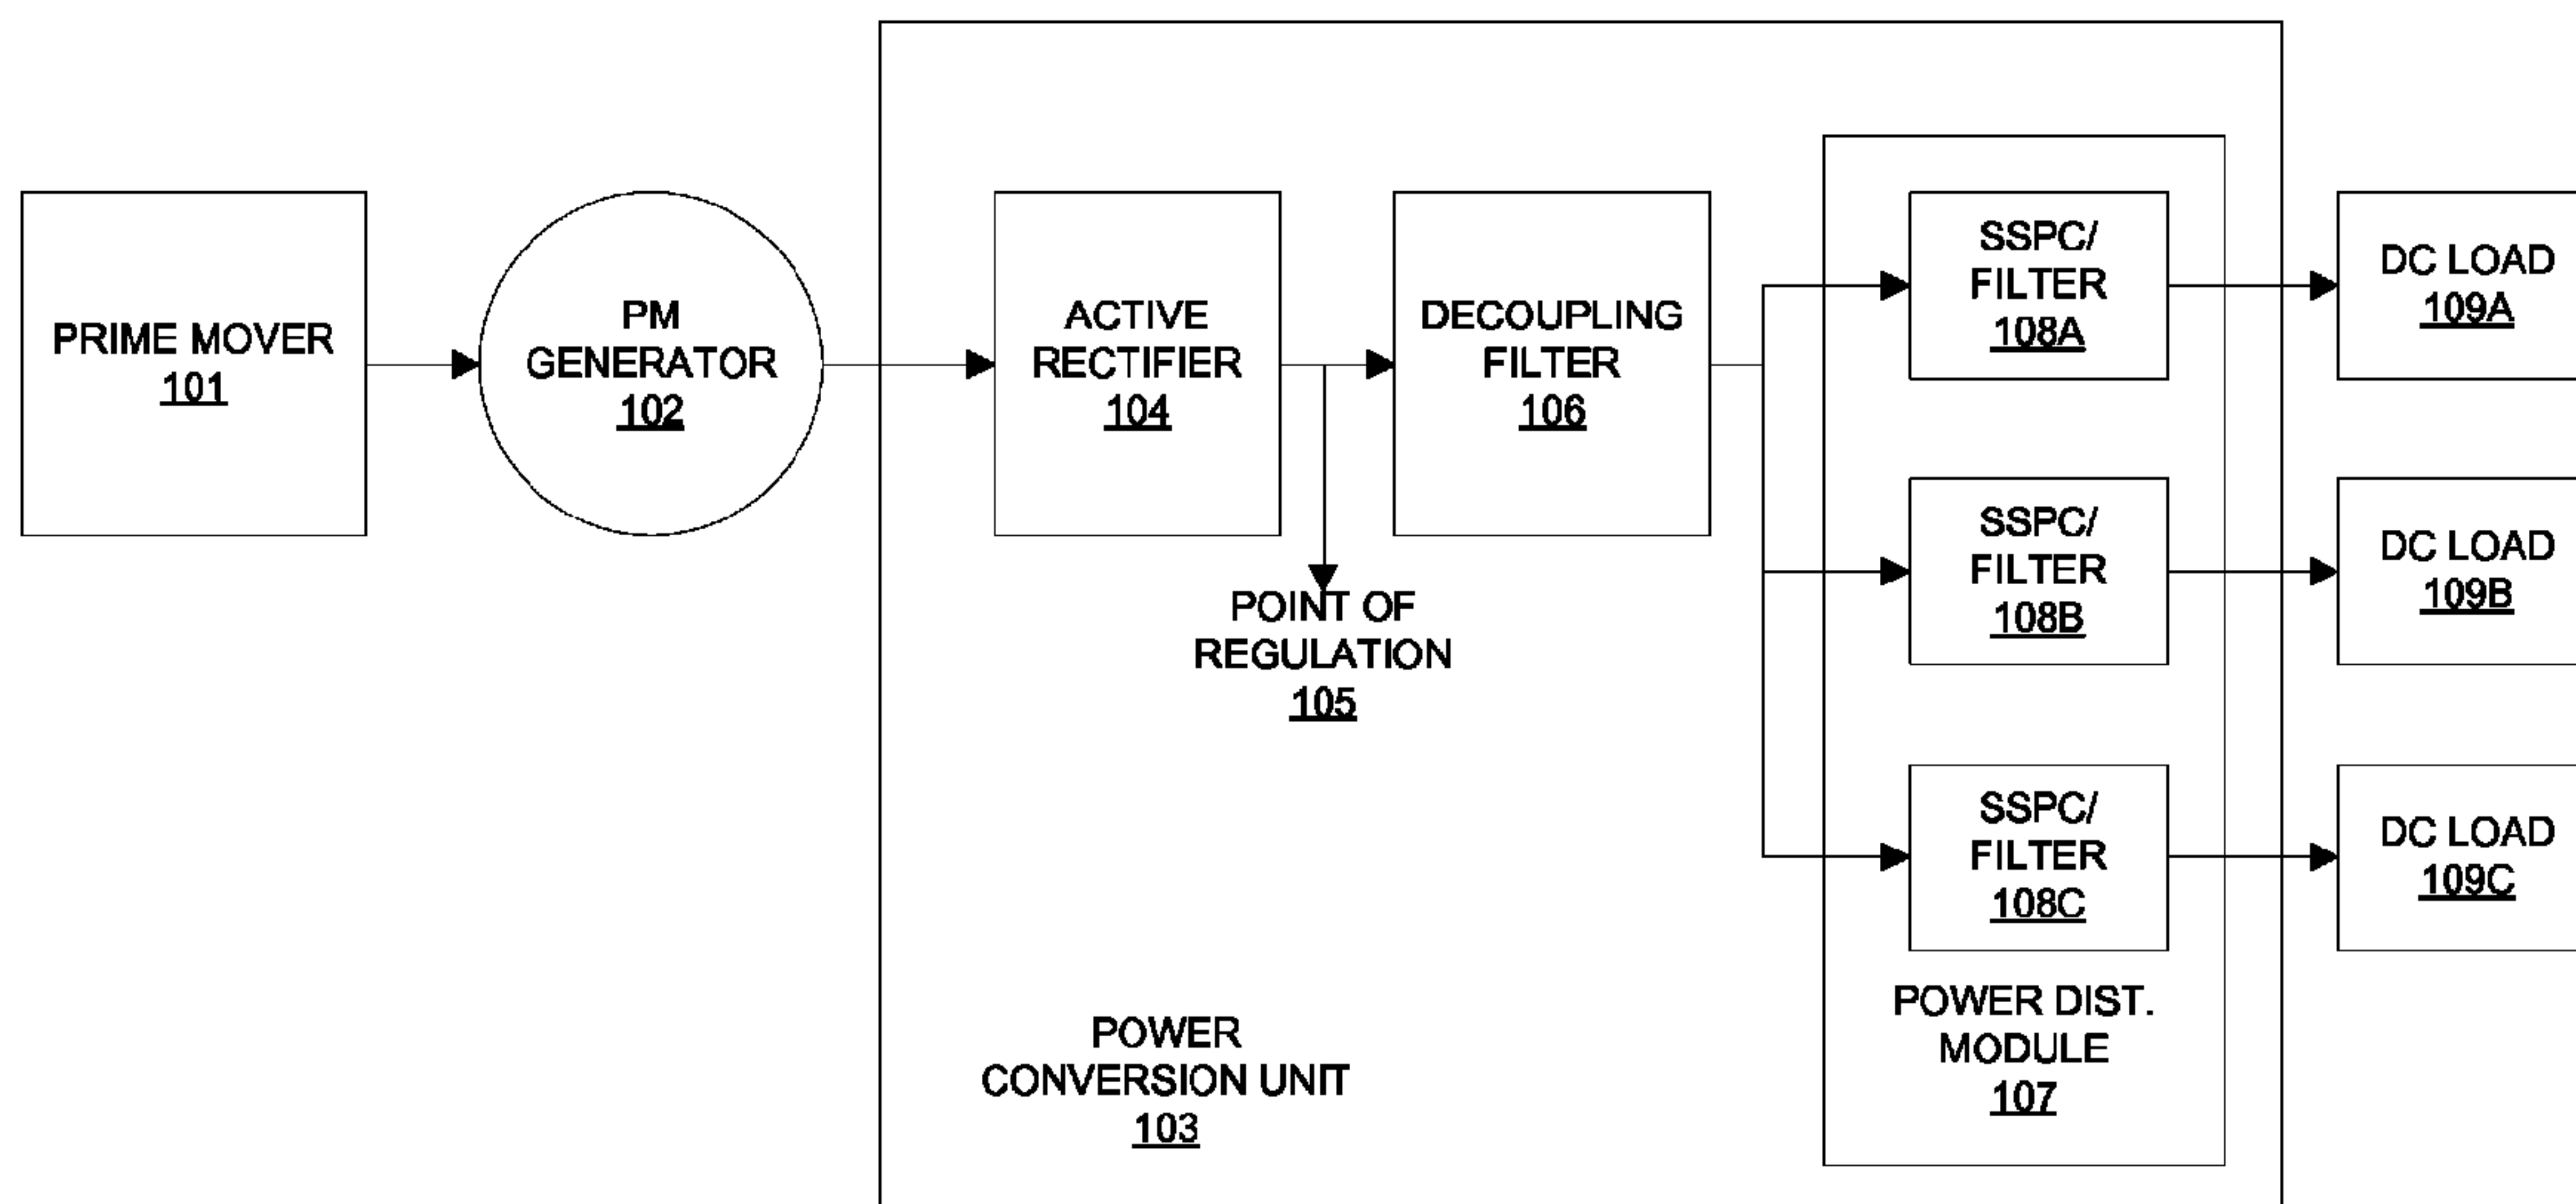 PRIME MOVER
101
PM
GENERATOR
102
ACTIVE
RECTIFIER
104
DECOUPLING
FILTER
106
POINT OF
REGULATION
105
SSPC/
FILTER
108A
DC LOAD
109A
SSPC/
FILTER
108B
DC LOAD
109B
SSPC/
FILTER
108C
DC LOAD
109C
POWER DIST.
MODULE
107
POWER
CONVERSION UNIT
103